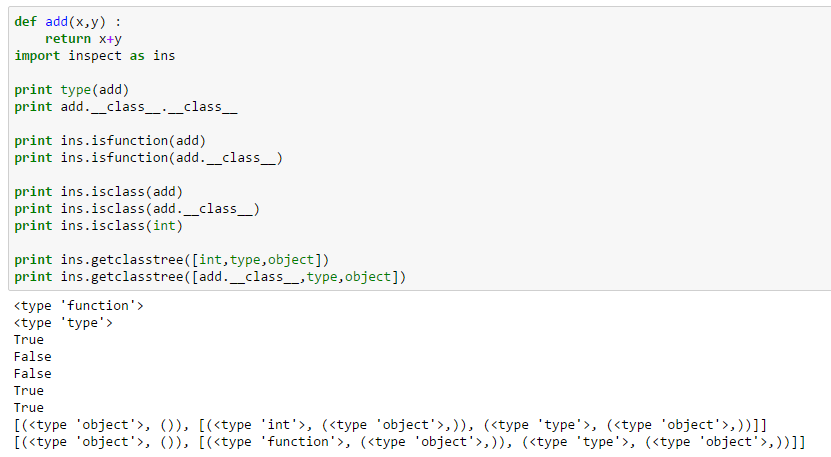 def add(x,y) :
    return x+y
import inspect as ins

print type(add)
print add.__class__.__class__

print ins.isfunction(add)
print ins.isfunction(add.__class__)

print ins.isclass(add)
print ins.isclass(add.__class__)
print ins.isclass(int)

print ins.getclasstree([int,type,object])
print ins.getclasstree([add.__class__,type,object])
<type 'function'>
<type 'type'>
True
False
False
True
True
[(<type 'object'>, ()), [(<type 'int'>, (<type 'object'>,)), (<type 'type'>, (<type 'object'>,))]]
[(<type 'object'>, ()), [(<type 'function'>, (<type 'object'>,)), (<type 'type'>, (<type 'object'>,))]]